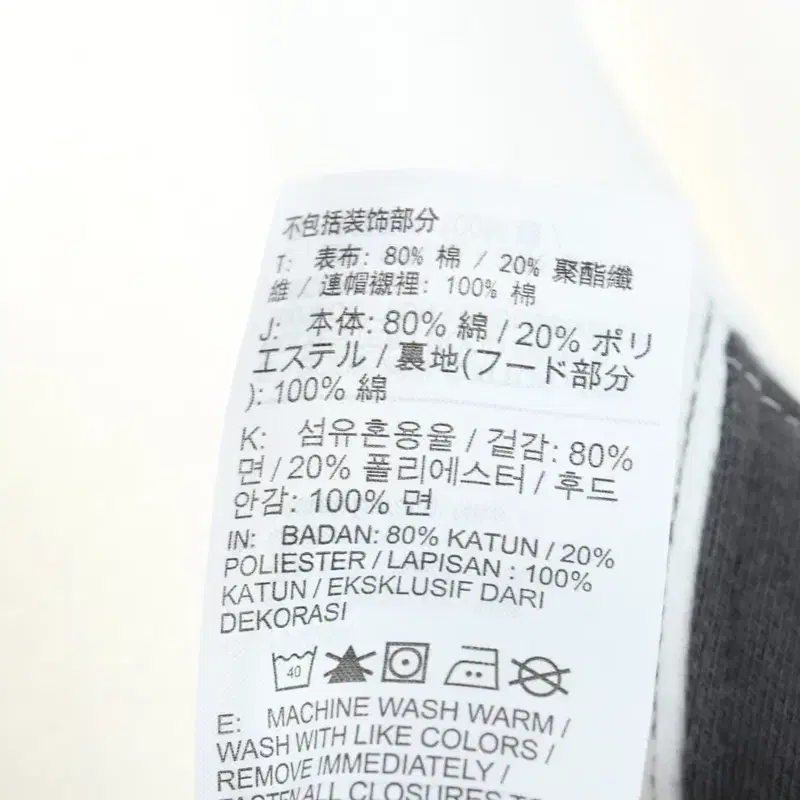 不包括装饰部分
T: 表布: 80% 棉 / 20% 聚酯纖
維 / 連帽襯裡: 100% 棉
J: 本体: 80% 綿 / 20% ポリ
エステル / 裏地(フード部分
): 100% 綿
K: 섬유혼용율 / 겉감: 80%
면 / 20% 폴리에스터 / 후드
안감: 100% 면
IN: BADAN: 80% KATUN / 20%
POLIESTER / LAPISAN : 100%
KATUN / EKSKLUSIF DARI
DEKORASI
40
E: MACHINE WASH WARM /
WASH WITH LIKE COLORS /
REMOVE IMMEDIATELY /
FASTEN ALL CLOSURES TO